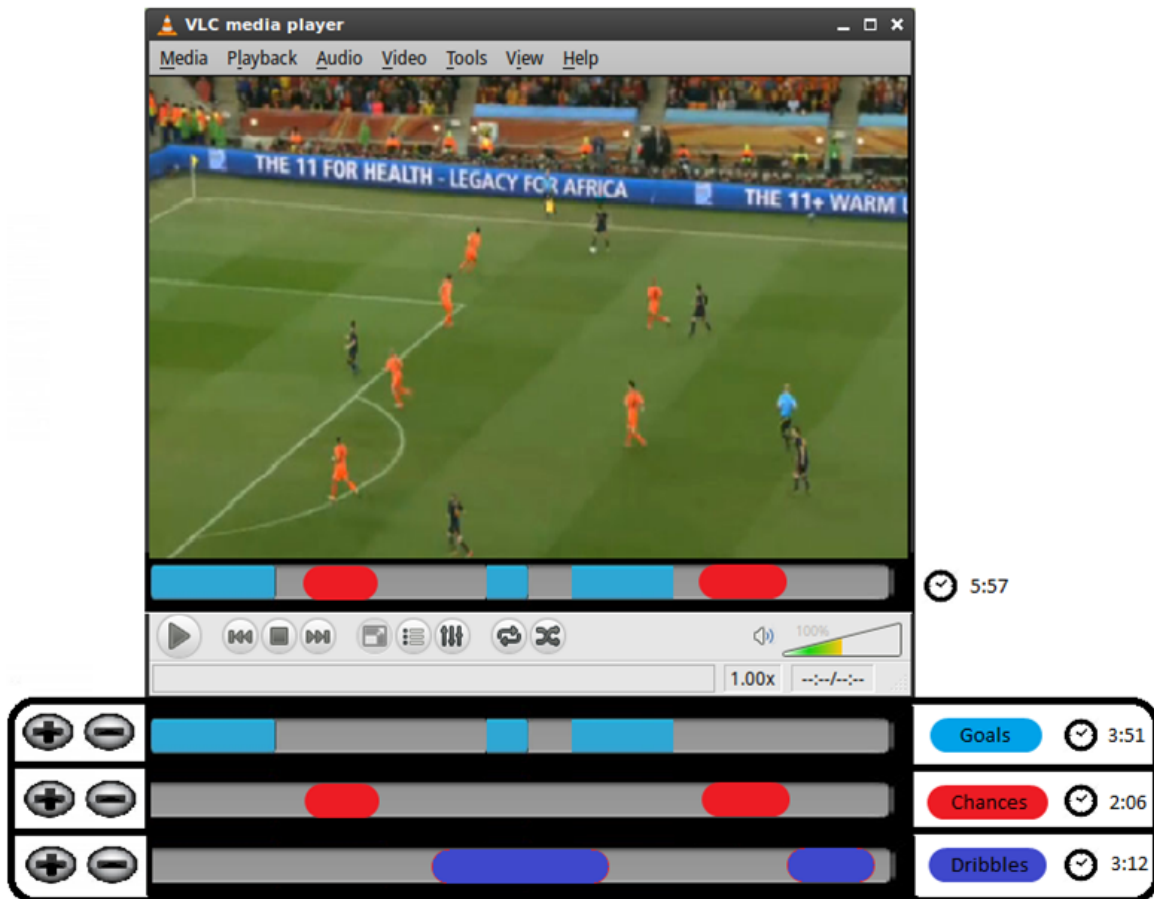 VLC media player
Media Playback Audio Video Tools View Help
THE 11 FOR HEALTH - LEGACY FOR AFRICA
THE 11+ WARM U
5:57
100%
1.00x --:--/--:--
Goals 3:51
Chances 2:06
Dribbles 3:12